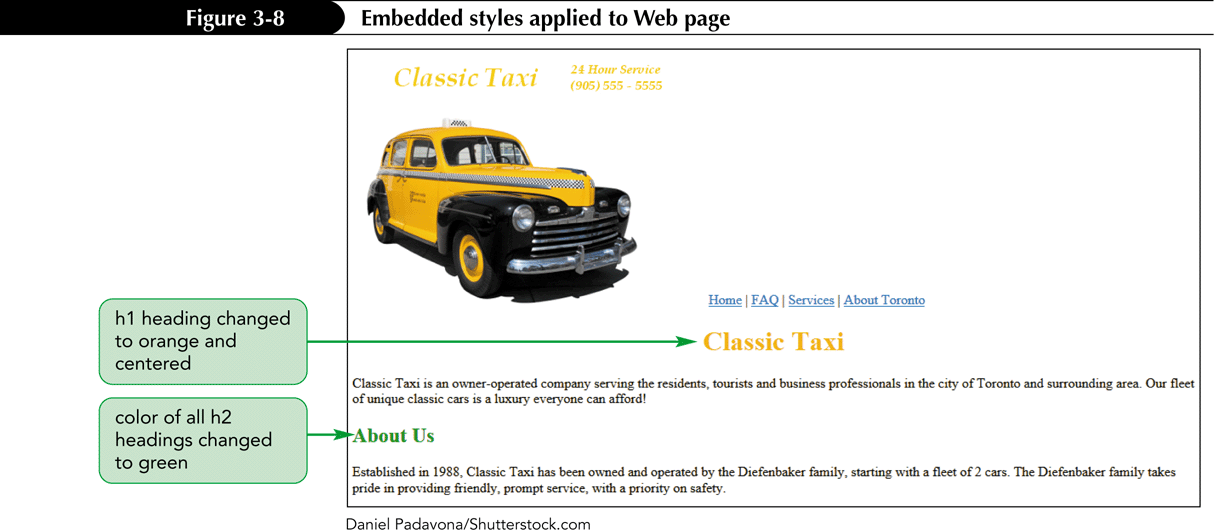 Figure 3-8 Embedded styles applied to Web page
Classic Taxi
24 Hour Service
(905) 555 - 5555
Home | FAQ | Services | About Toronto
h1 heading changed
to orange and
centered
Classic Taxi
Classic Taxi is an owner-operated company serving the residents, tourists and business professionals in the city of Toronto and surrounding area. Our fleet
of unique classic cars is a luxury everyone can afford!
color of all h2
headings changed
to green
About Us
Established in 1988, Classic Taxi has been owned and operated by the Diefenbaker family, starting with a fleet of 2 cars. The Diefenbaker family takes
pride in providing friendly, prompt service, with a priority on safety.
Daniel Padavona/Shutterstock.com